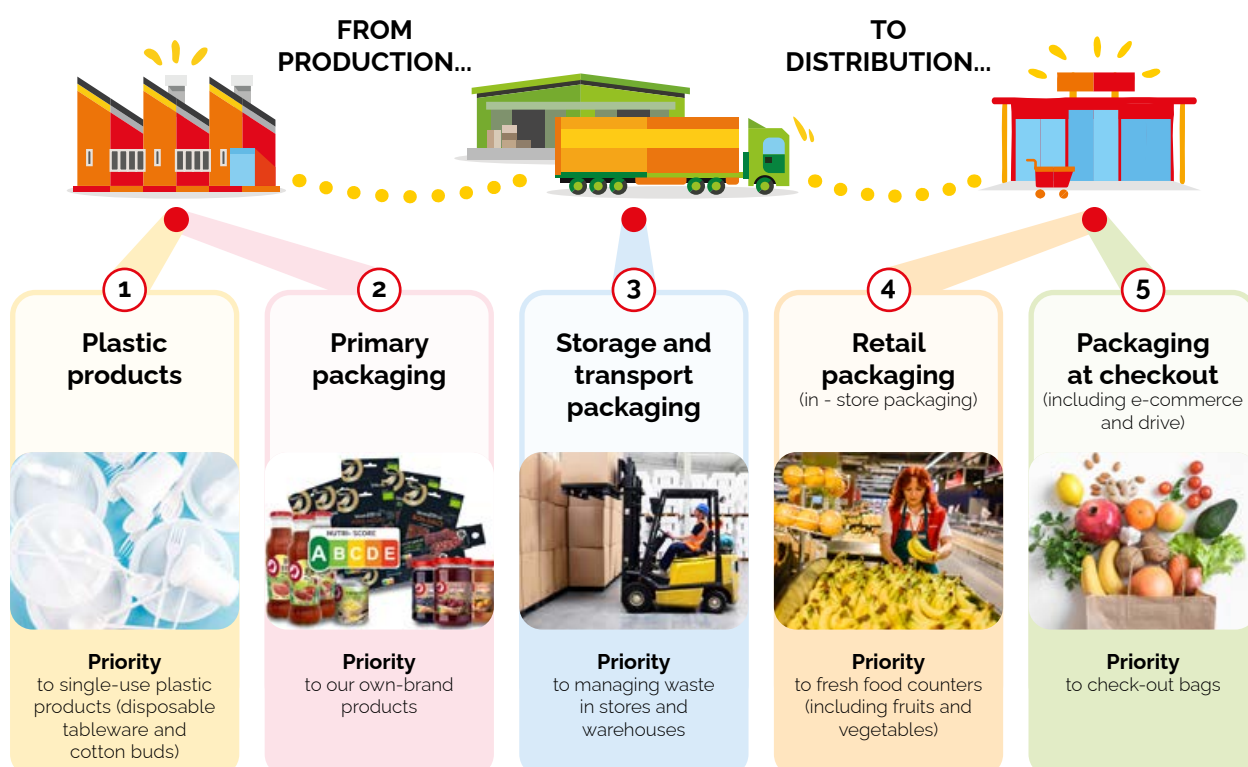 FROM
PRODUCTION...
TO
DISTRIBUTION...
1
Plastic
products
Priority
to single-use plastic
products (disposable
tableware and
cotton buds)
2
Primary
packaging
NUTRI-SCORE
A B C D E
Priority
to our own-brand
products
3
Storage and
transport
packaging
Priority
to managing waste
in stores and
warehouses
4
Retail
packaging
(in - store packaging)
Priority
to fresh food counters
(including fruits and
vegetables)
5
Packaging
at checkout
(including e-commerce
and drive)
Priority
to check-out bags